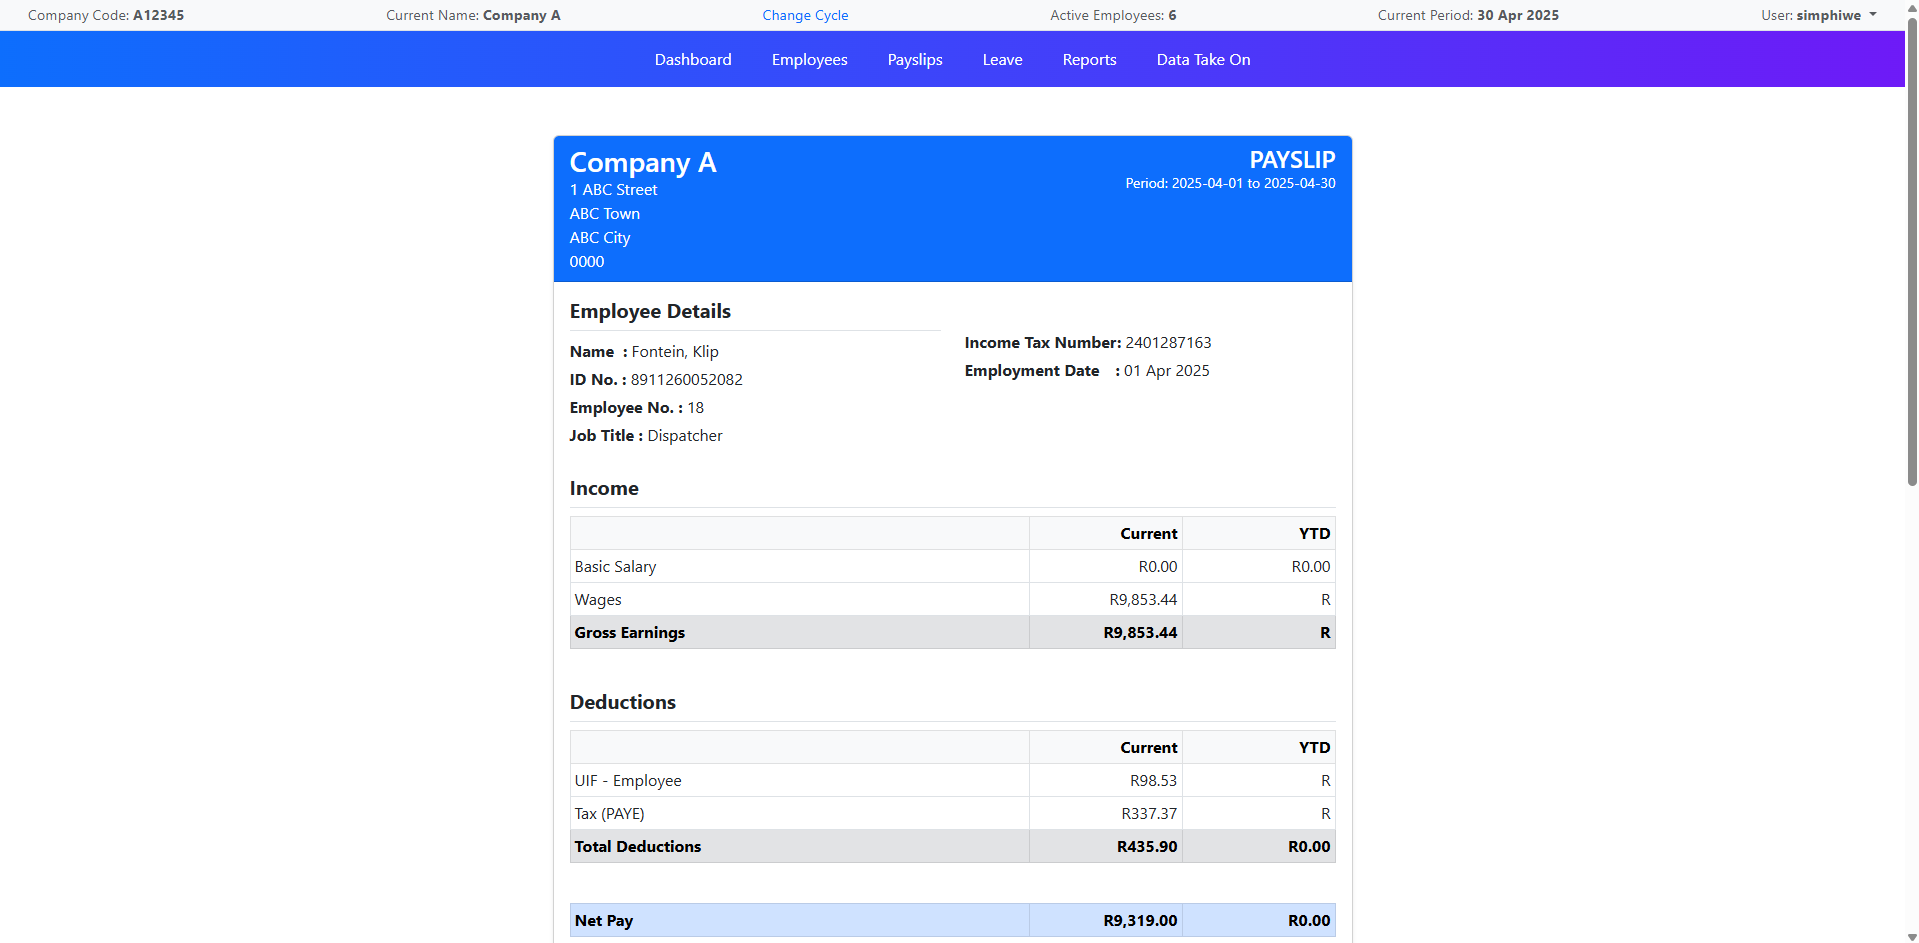 Company Code: A12345 Current Name: Company A Change Cycle Active Employees: 6 Current Period: 30 Apr 2025 User: simphiwe
Dashboard Employees Payslips Leave Reports Data Take On
Company A PAYSLIP
1 ABC Street Period: 2025-04-01 to 2025-04-30
ABC Town
ABC City
0000
Employee Details
Name : Fontein, Klip
ID No. : 8911260052082
Employee No. : 18
Job Title : Dispatcher
Income Tax Number: 2401287163
Employment Date : 01 Apr 2025
Income
Current YTD
Basic Salary R0.00 R0.00
Wages R9,853.44 R
Gross Earnings R9,853.44 R
Deductions
Current YTD
UIF - Employee R98.53 R
Tax (PAYE) R337.37 R
Total Deductions R435.90 R0.00
Net Pay R9,319.00 R0.00